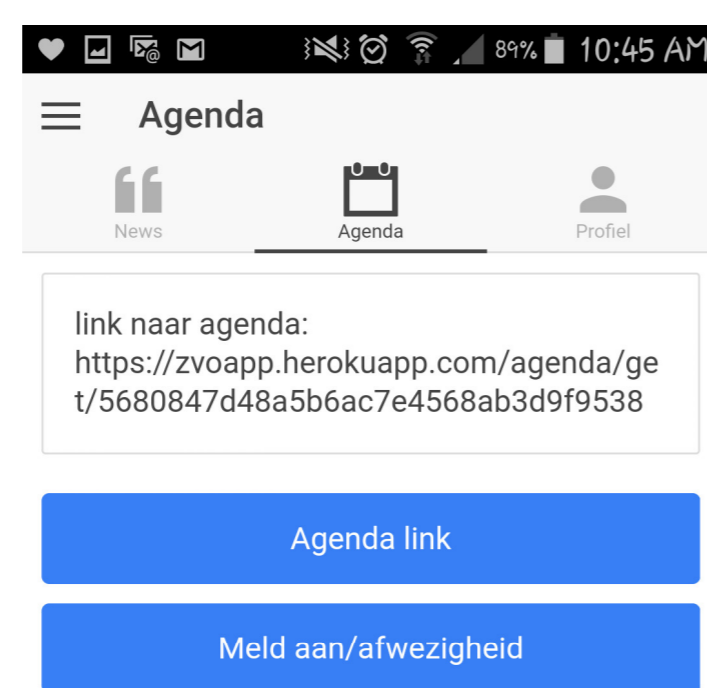 89% 10:45 AM
Agenda
News Agenda Profiel
link naar agenda:
https://zvoapp.herokuapp.com/agenda/ge
t/5680847d48a5b6ac7e4568ab3d9f9538
Agenda link
Meld aan/afwezigheid